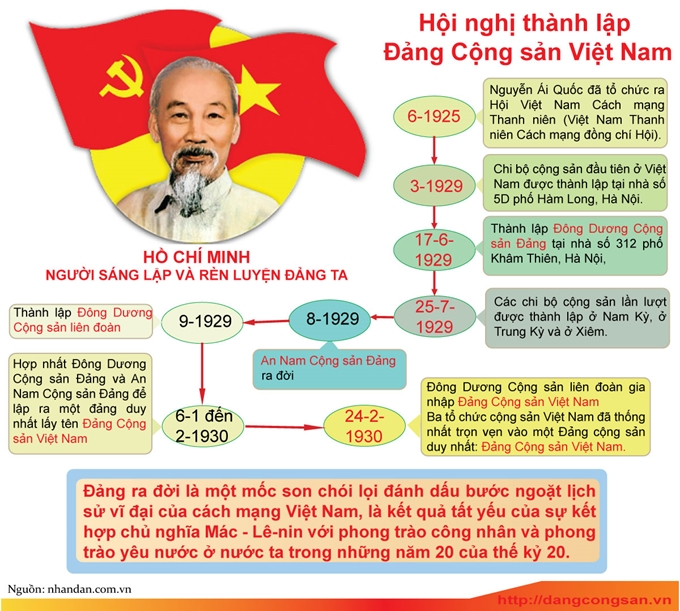 Hội nghị thành lập
Đảng Cộng sản Việt Nam
HỒ CHÍ MINH
NGƯỜI SÁNG LẬP VÀ RÈN LUYỆN ĐẢNG TA
6-1925
Nguyễn Ái Quốc đã tổ chức ra
Hội Việt Nam Cách mạng
Thanh niên (Việt Nam Thanh
niên Cách mạng đồng chí Hội).
3-1929
Chi bộ cộng sản đầu tiên ở Việt
Nam được thành lập tại nhà số
5D phố Hàm Long, Hà Nội.
17-6-
1929
Thành lập Đông Dương Cộng
sản Đảng tại nhà số 312 phố
Khâm Thiên, Hà Nội,
25-7-
1929
Các chi bộ cộng sản lần lượt
được thành lập ở Nam Kỳ, ở
Trung Kỳ và ở Xiêm.
8-1929
An Nam Cộng sản Đảng
ra đời
9-1929
Thành lập Đông Dương
Cộng sản liên đoàn
6-1 đến
2-1930
Hợp nhất Đông Dương
Cộng sản Đảng và An
Nam Cộng sản Đảng để
lập ra một đảng duy
nhất lấy tên Đảng Cộng
sản Việt Nam
24-2-
1930
Đông Dương Cộng sản liên đoàn gia
nhập Đảng Cộng sản Việt Nam
Ba tổ chức cộng sản Việt Nam đã thống
nhất trọn vẹn vào một Đảng cộng sản
duy nhất: Đảng Cộng sản Việt Nam.
Đảng ra đời là một mốc son chói lọi đánh dấu bước ngoặt lịch
sử vĩ đại của cách mạng Việt Nam, là kết quả tất yếu của sự kết
hợp chủ nghĩa Mác - Lê-nin với phong trào công nhân và phong
trào yêu nước ở nước ta trong những năm 20 của thế kỷ 20.
Nguồn: nhandan.com.vn
http://dangcongsan.vn